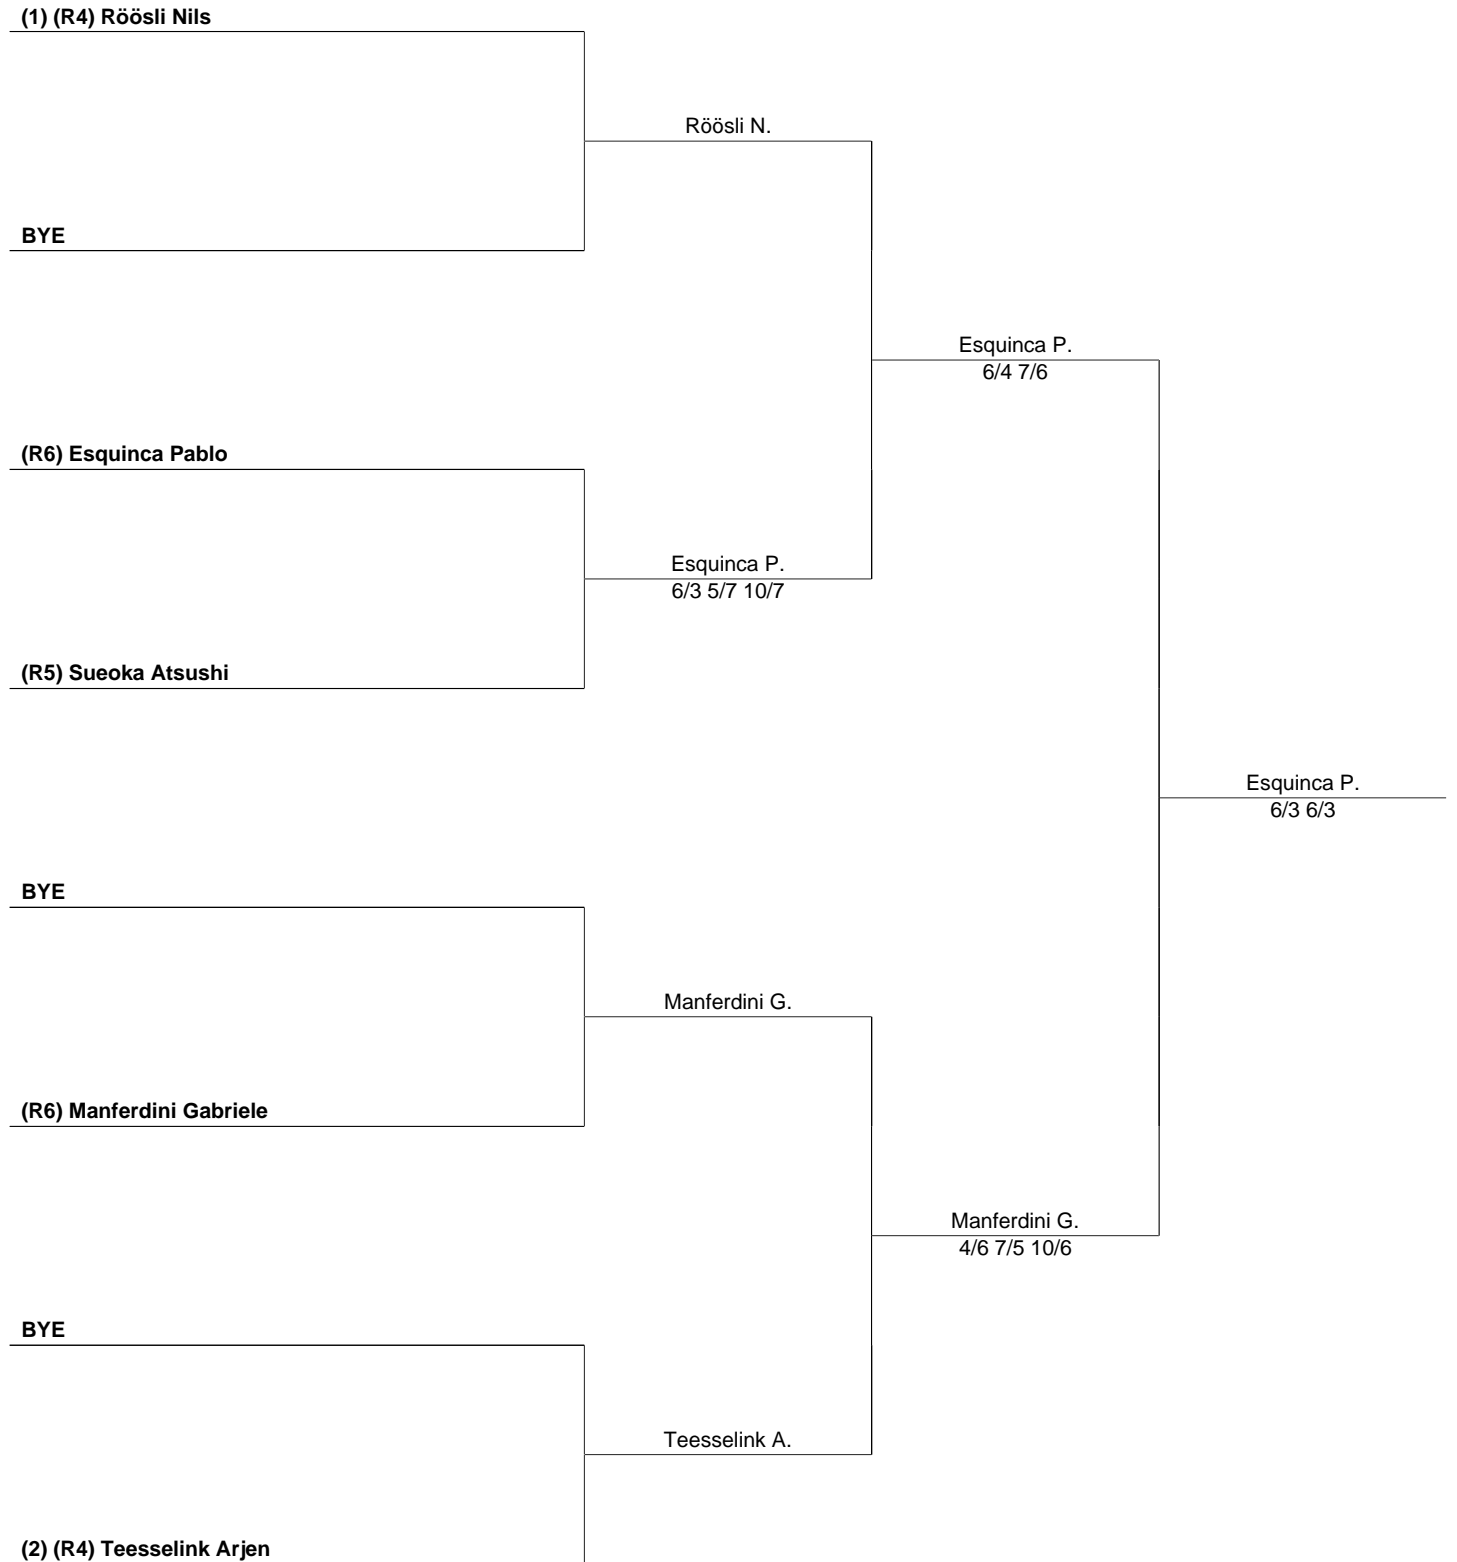 (1) (R4) Röösli Nils
Röösli N.
BYE
Esquinca P.
6/4 7/6
(R6) Esquinca Pablo
Esquinca P.
6/3 5/7 10/7
(R5) Sueoka Atsushi
Esquinca P.
6/3 6/3
BYE
Manferdini G.
(R6) Manferdini Gabriele
Manferdini G.
4/6 7/5 10/6
BYE
Teesselink A.
(2) (R4) Teesselink Arjen